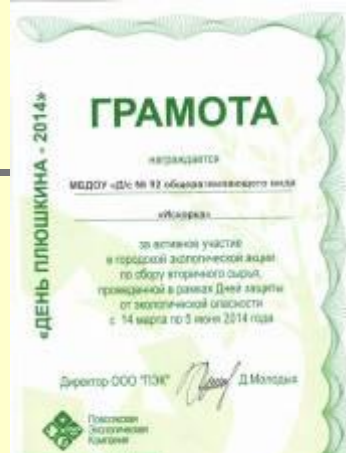 «ДЕНЬ ПЛЮШКИНА - 2014»
ГРАМОТА
награждается
МБДОУ «Д/с № 92 общеразвивающего вида
«Искорка»
за активное участие
в городской экологической акции
по сбору вторичного сырья,
проведенной в рамках Дней защиты
от экологической опасности
с 14 марта по 5 июня 2014 года
Директор ООО "ПЭК" Д.Молодых
Поволжская
Экологическая
Компания